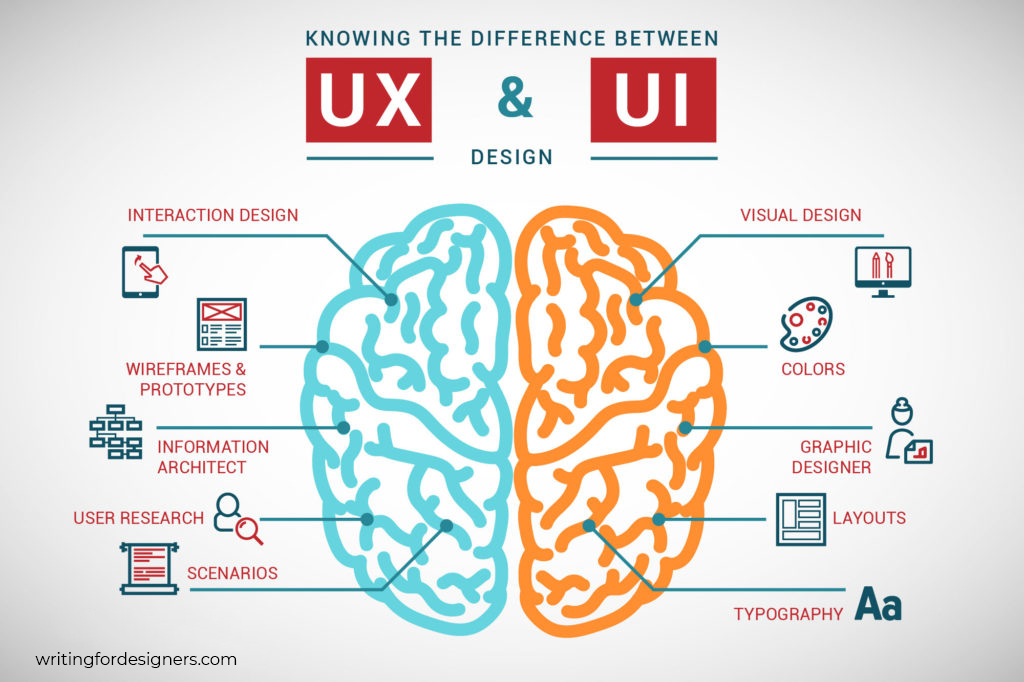 KNOWING THE DIFFERENCE BETWEEN
UX & UI
DESIGN
INTERACTION DESIGN
WIREFRAMES &
PROTOTYPES
INFORMATION
ARCHITECT
USER RESEARCH
SCENARIOS
VISUAL DESIGN
COLORS
GRAPHIC
DESIGNER
LAYOUTS
TYPOGRAPHY Aa
writingfordesigners.com